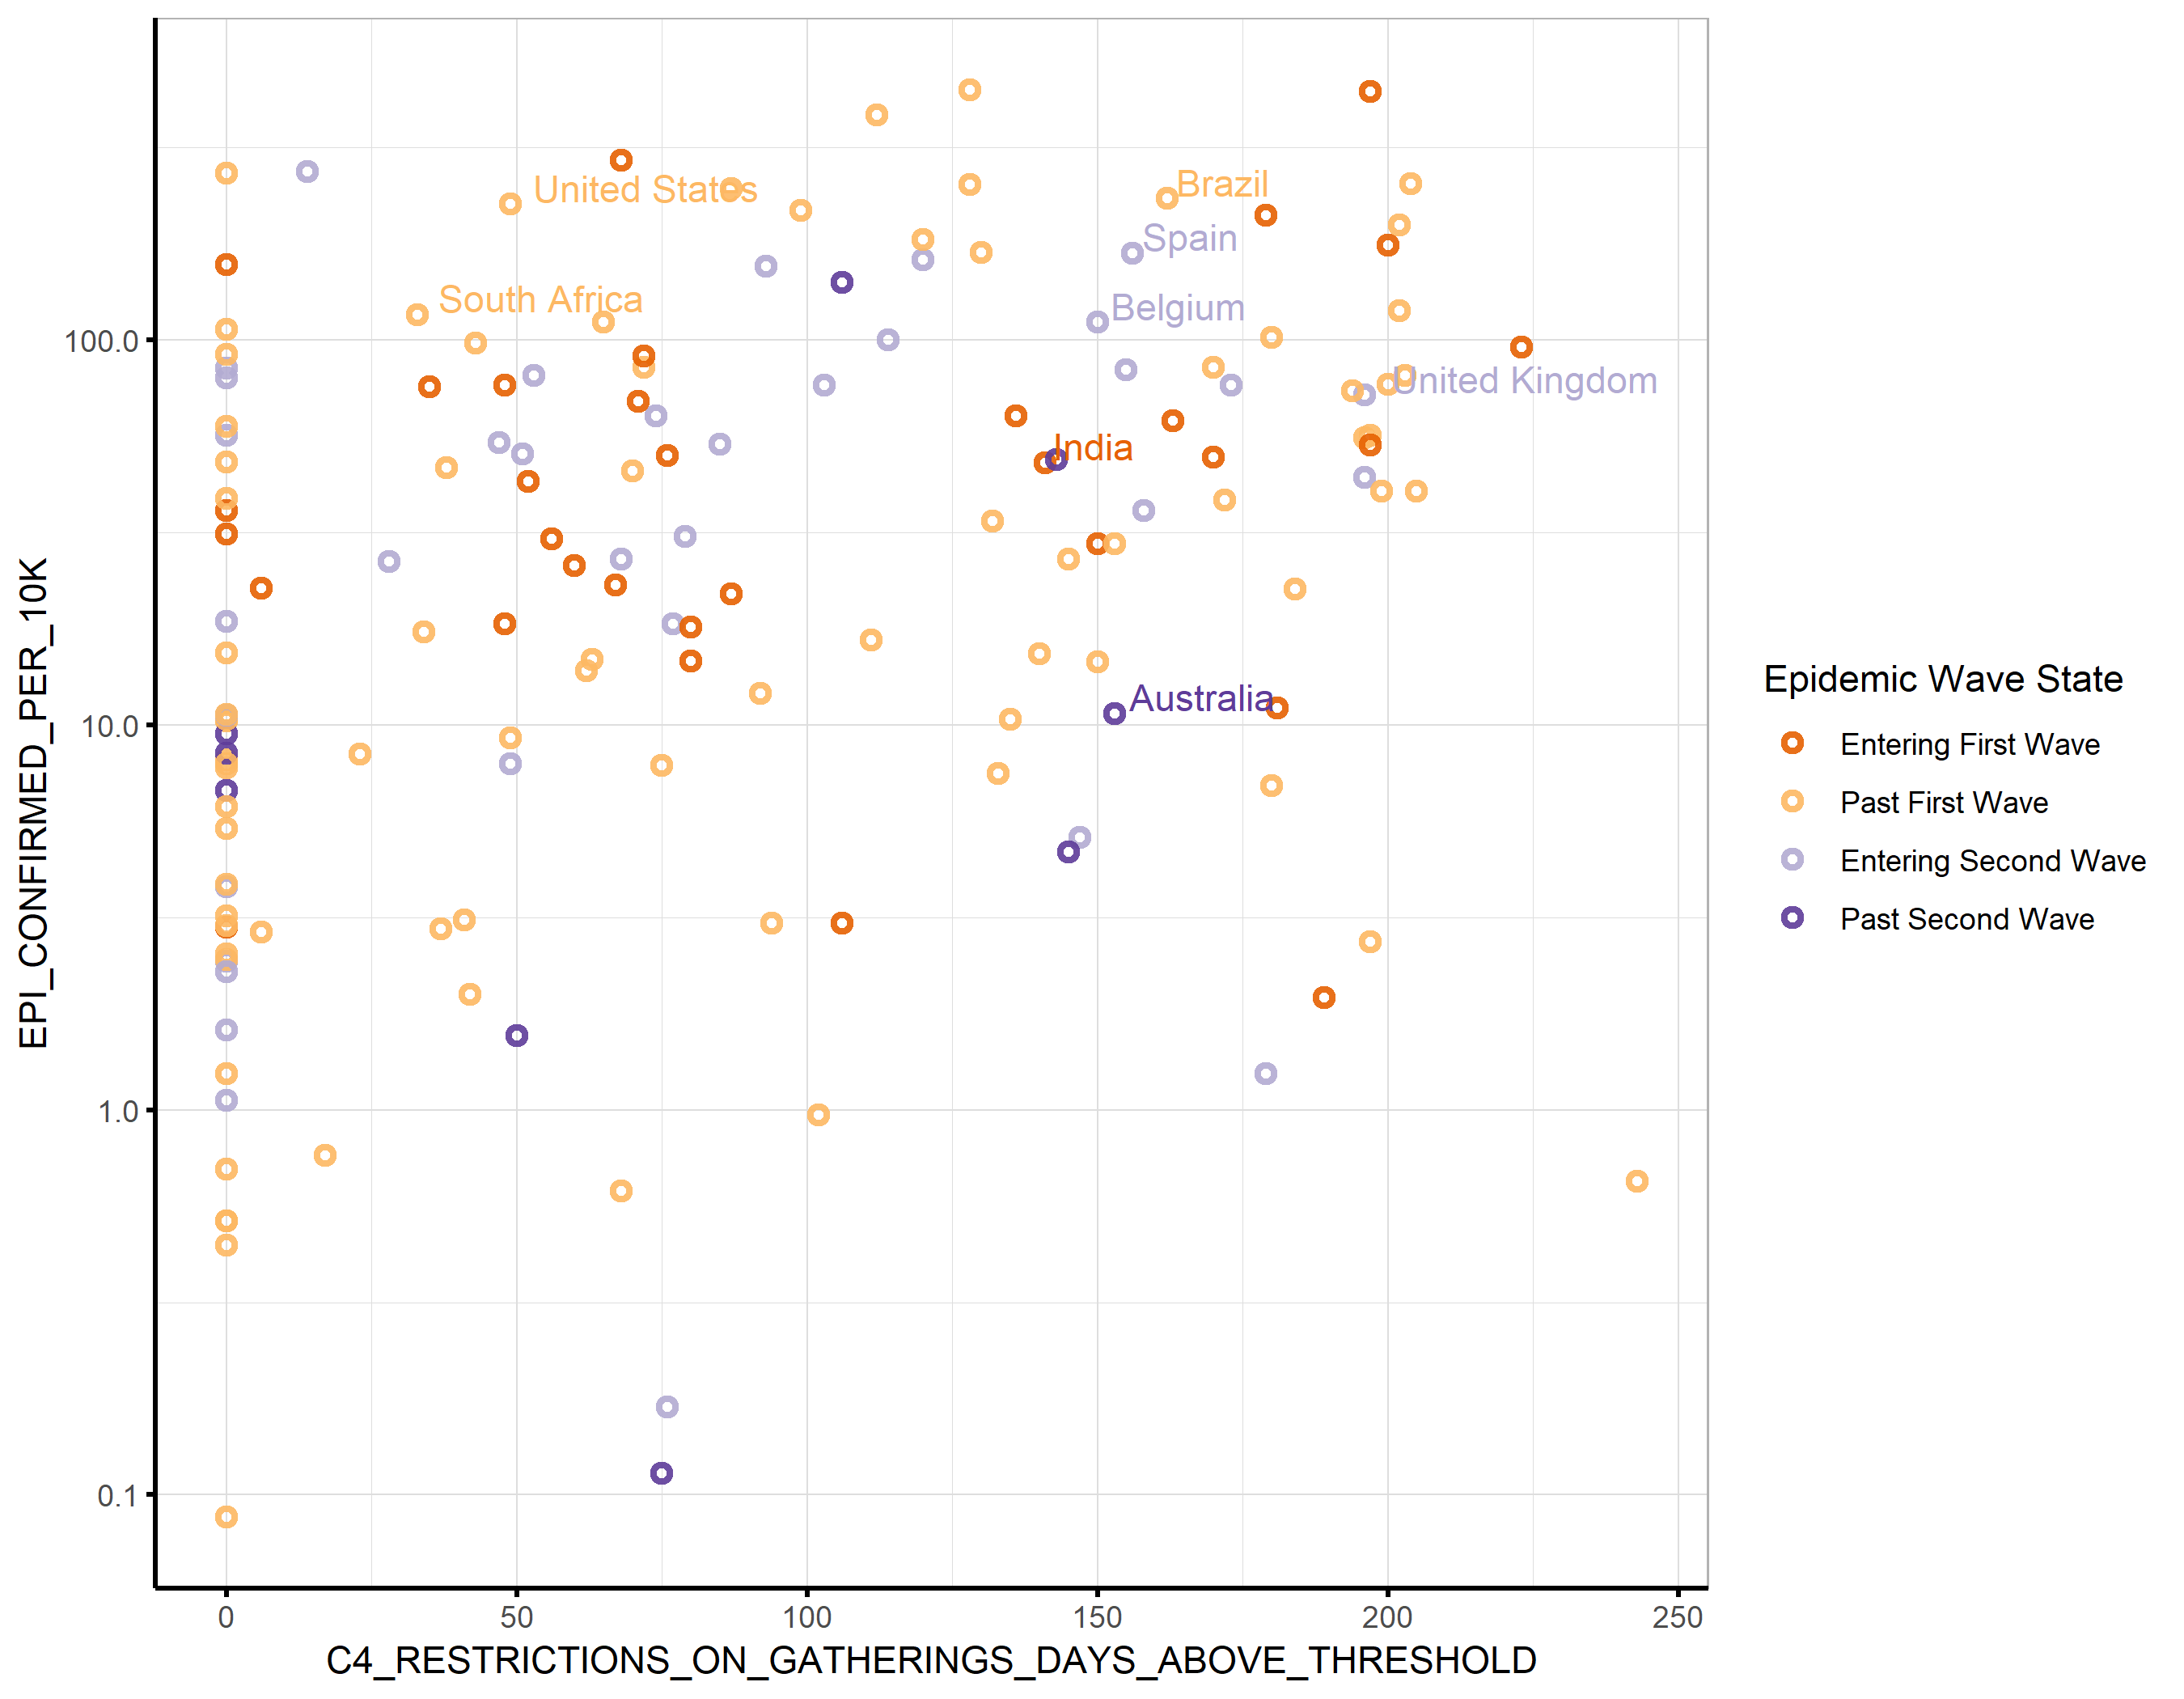 United States
Brazil
Spain
South Africa
Belgium
United Kingdom
India
Australia
100.0
10.0
1.0
0.1
EPI_CONFIRMED_PER_10K
0
50
100
150
200
250
C4_RESTRICTIONS_ON_GATHERINGS_DAYS_ABOVE_THRESHOLD
Epidemic Wave State
Entering First Wave
Past First Wave
Entering Second Wave
Past Second Wave